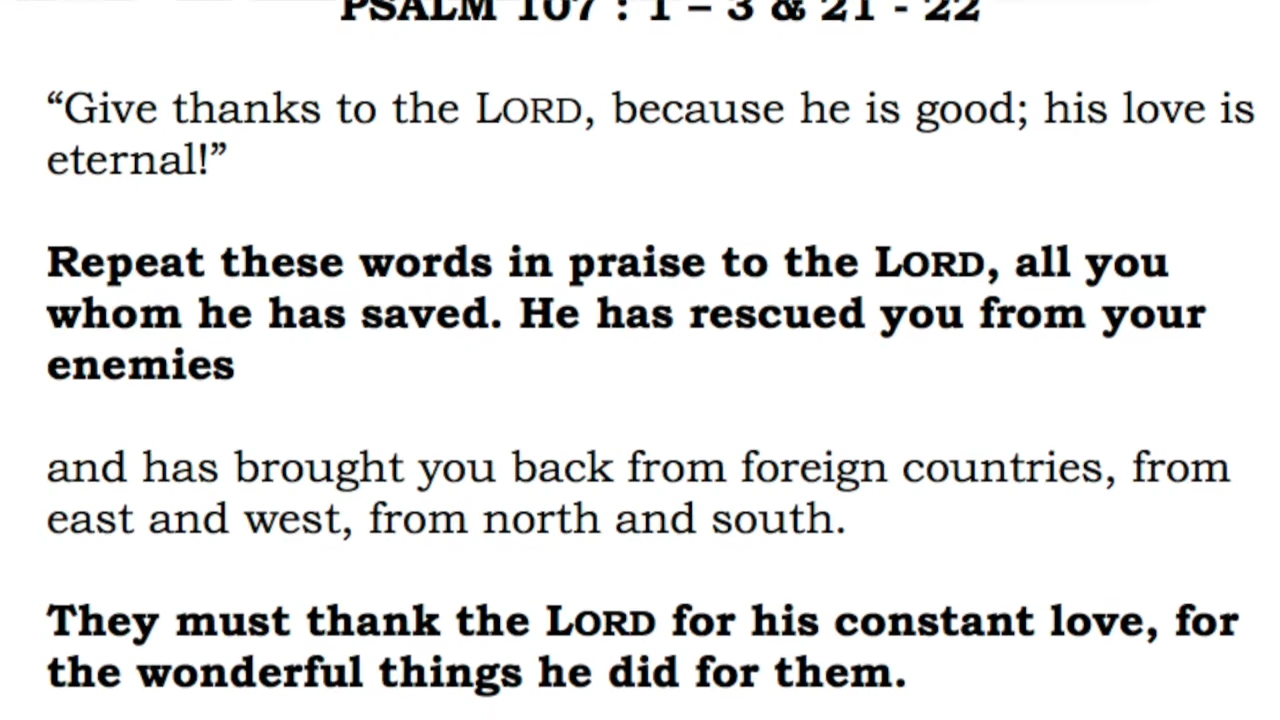 PSALM 107 : 1 – 3 & 21 - 22
“Give thanks to the LORD, because he is good; his love is
eternal!”
Repeat these words in praise to the LORD, all you
whom he has saved. He has rescued you from your
enemies
and has brought you back from foreign countries, from
east and west, from north and south.
They must thank the LORD for his constant love, for
the wonderful things he did for them.